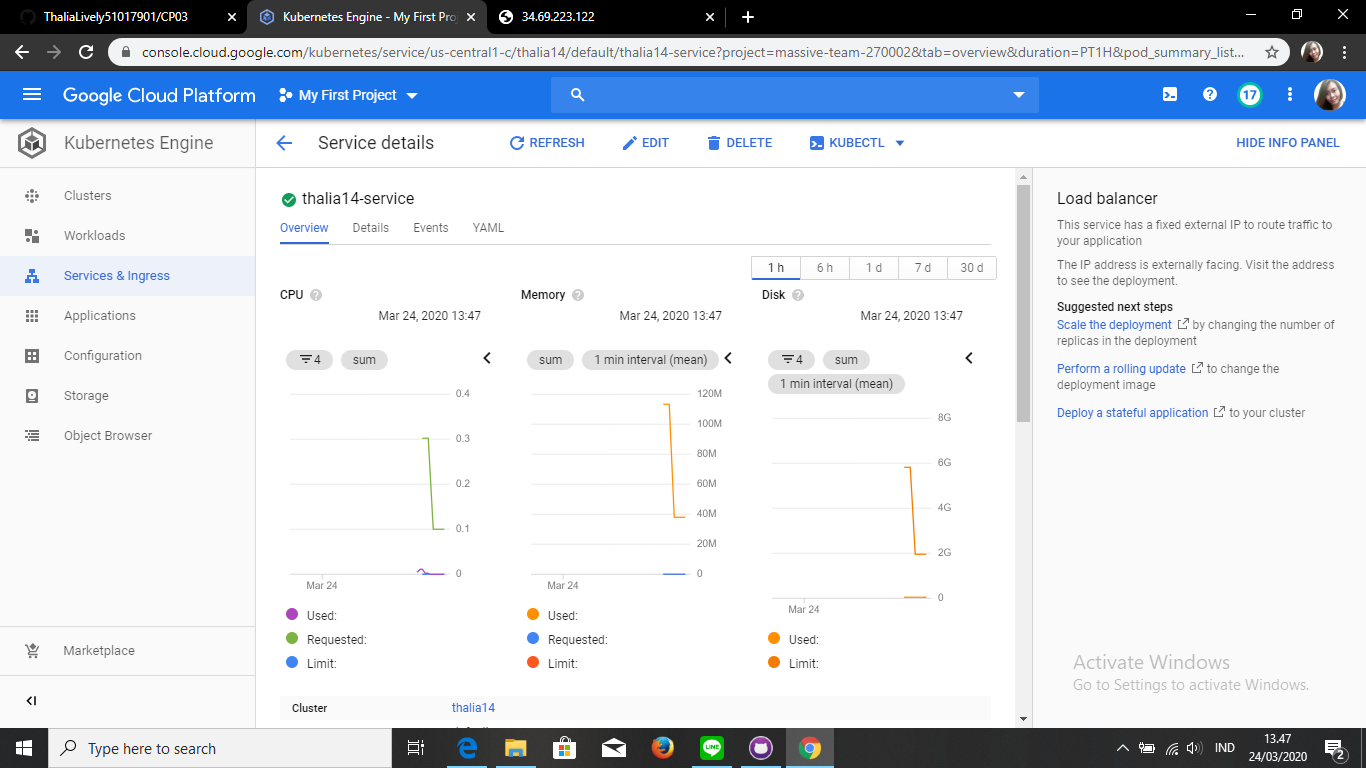 ThaliaLively51017901/CP03
Kubernetes Engine - My First Pro
34.69.223.122
console.cloud.google.com/kubernetes/service/us-central1-c/thalia14/default/thalia14-service?project=massive-team-270002&tab=overview&duration=PT1H&pod_summary_list...
Google Cloud Platform
My First Project
17
Kubernetes Engine
Service details
REFRESH
EDIT
DELETE
KUBECTL
HIDE INFO PANEL
Clusters
Workloads
Services & Ingress
Applications
Configuration
Storage
Object Browser
Marketplace
thalia14-service
Overview
Details
Events
YAML
1 h
6 h
1 d
7 d
30 d
CPU
Mar 24, 2020 13:47
4
sum
0.4
0.3
0.2
0.1
0
Mar 24
Used:
Requested:
Limit:
Memory
Mar 24, 2020 13:47
sum
1 min interval (mean)
120M
100M
80M
60M
40M
20M
0
Mar 24
Used:
Requested:
Limit:
Disk
Mar 24, 2020 13:47
4
sum
1 min interval (mean)
8G
6G
4G
2G
0
Mar 24
Used:
Limit:
Cluster
thalia14
Load balancer
This service has a fixed external IP to route traffic to
your application
The IP address is externally facing. Visit the address
to see the deployment.
Suggested next steps
Scale the deployment by changing the number of
replicas in the deployment
Perform a rolling update to change the
deployment image
Deploy a stateful application to your cluster
Activate Windows
Go to Settings to activate Windows.
Type here to search
LINE
IND
13.47
24/03/2020
2